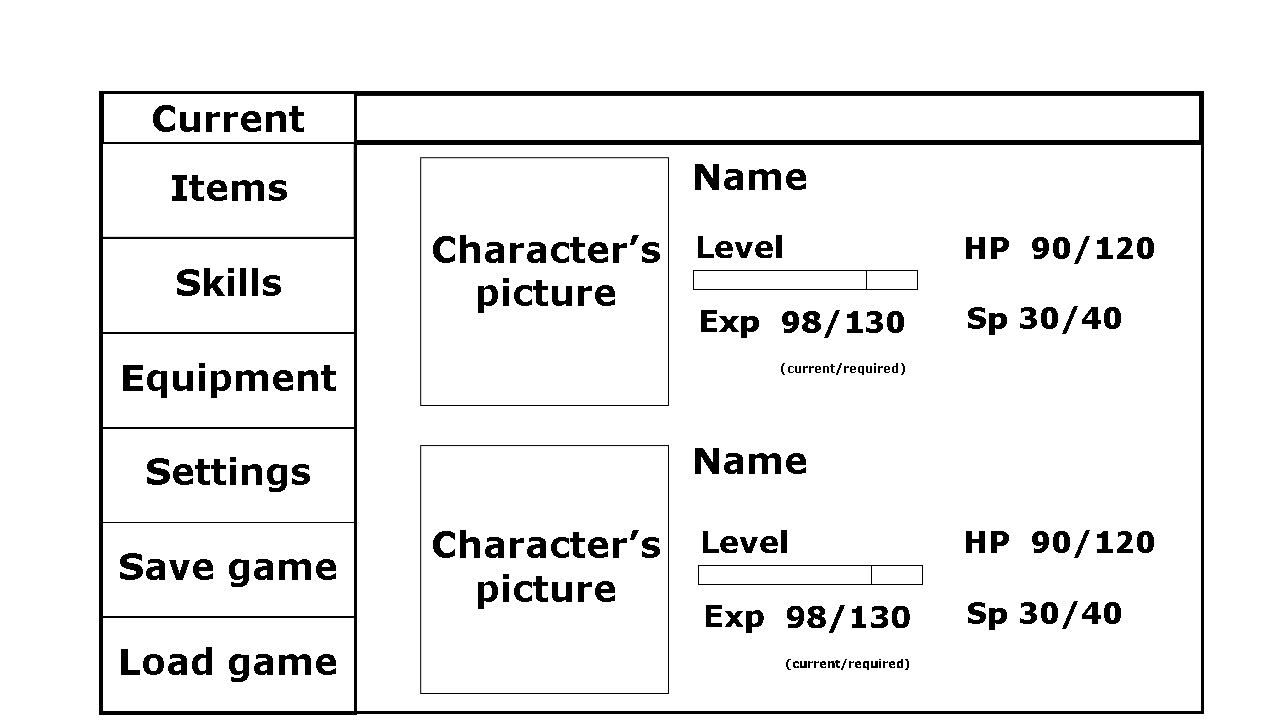 Current
Items
Skills
Equipment
Settings
Save game
Load game
Character’s
picture
Name
Level
Exp 98/130
(current/required)
HP 90/120
Sp 30/40
Character’s
picture
Name
Level
Exp 98/130
(current/required)
HP 90/120
Sp 30/40